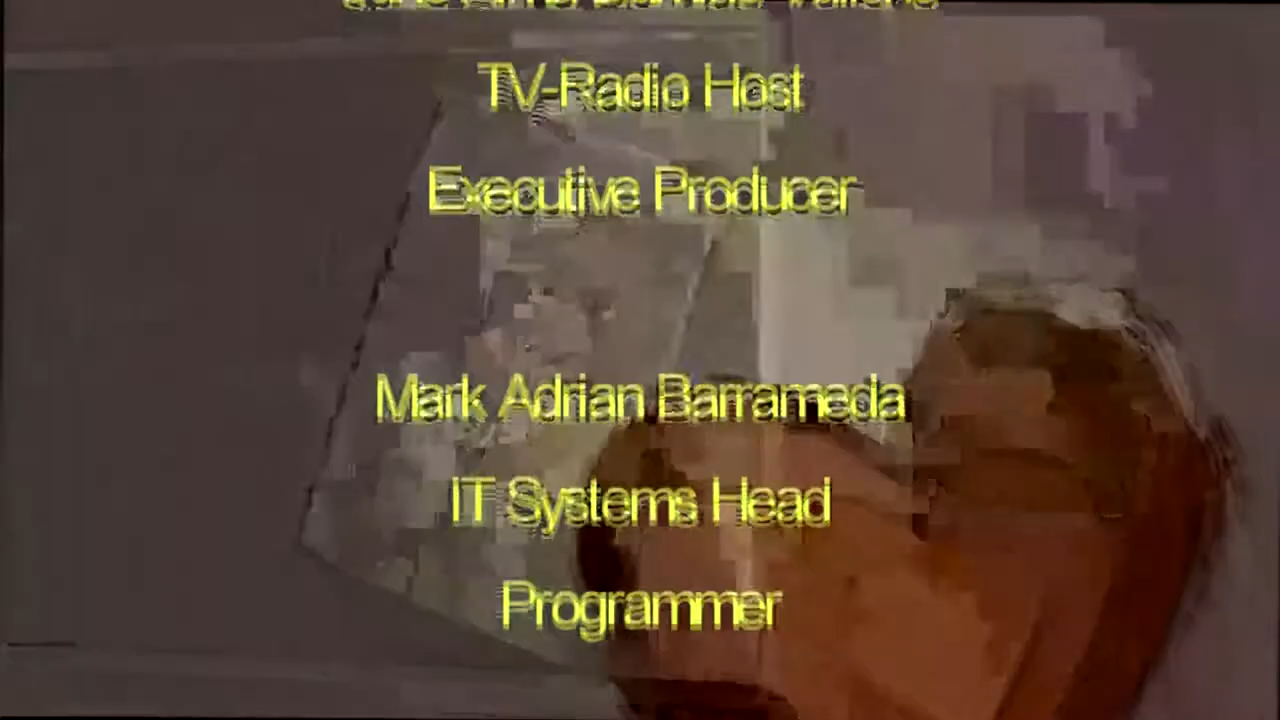 TV-Radio Host
Executive Producer
Mark Adrian Barrameda
IT Systems Head
Programmer